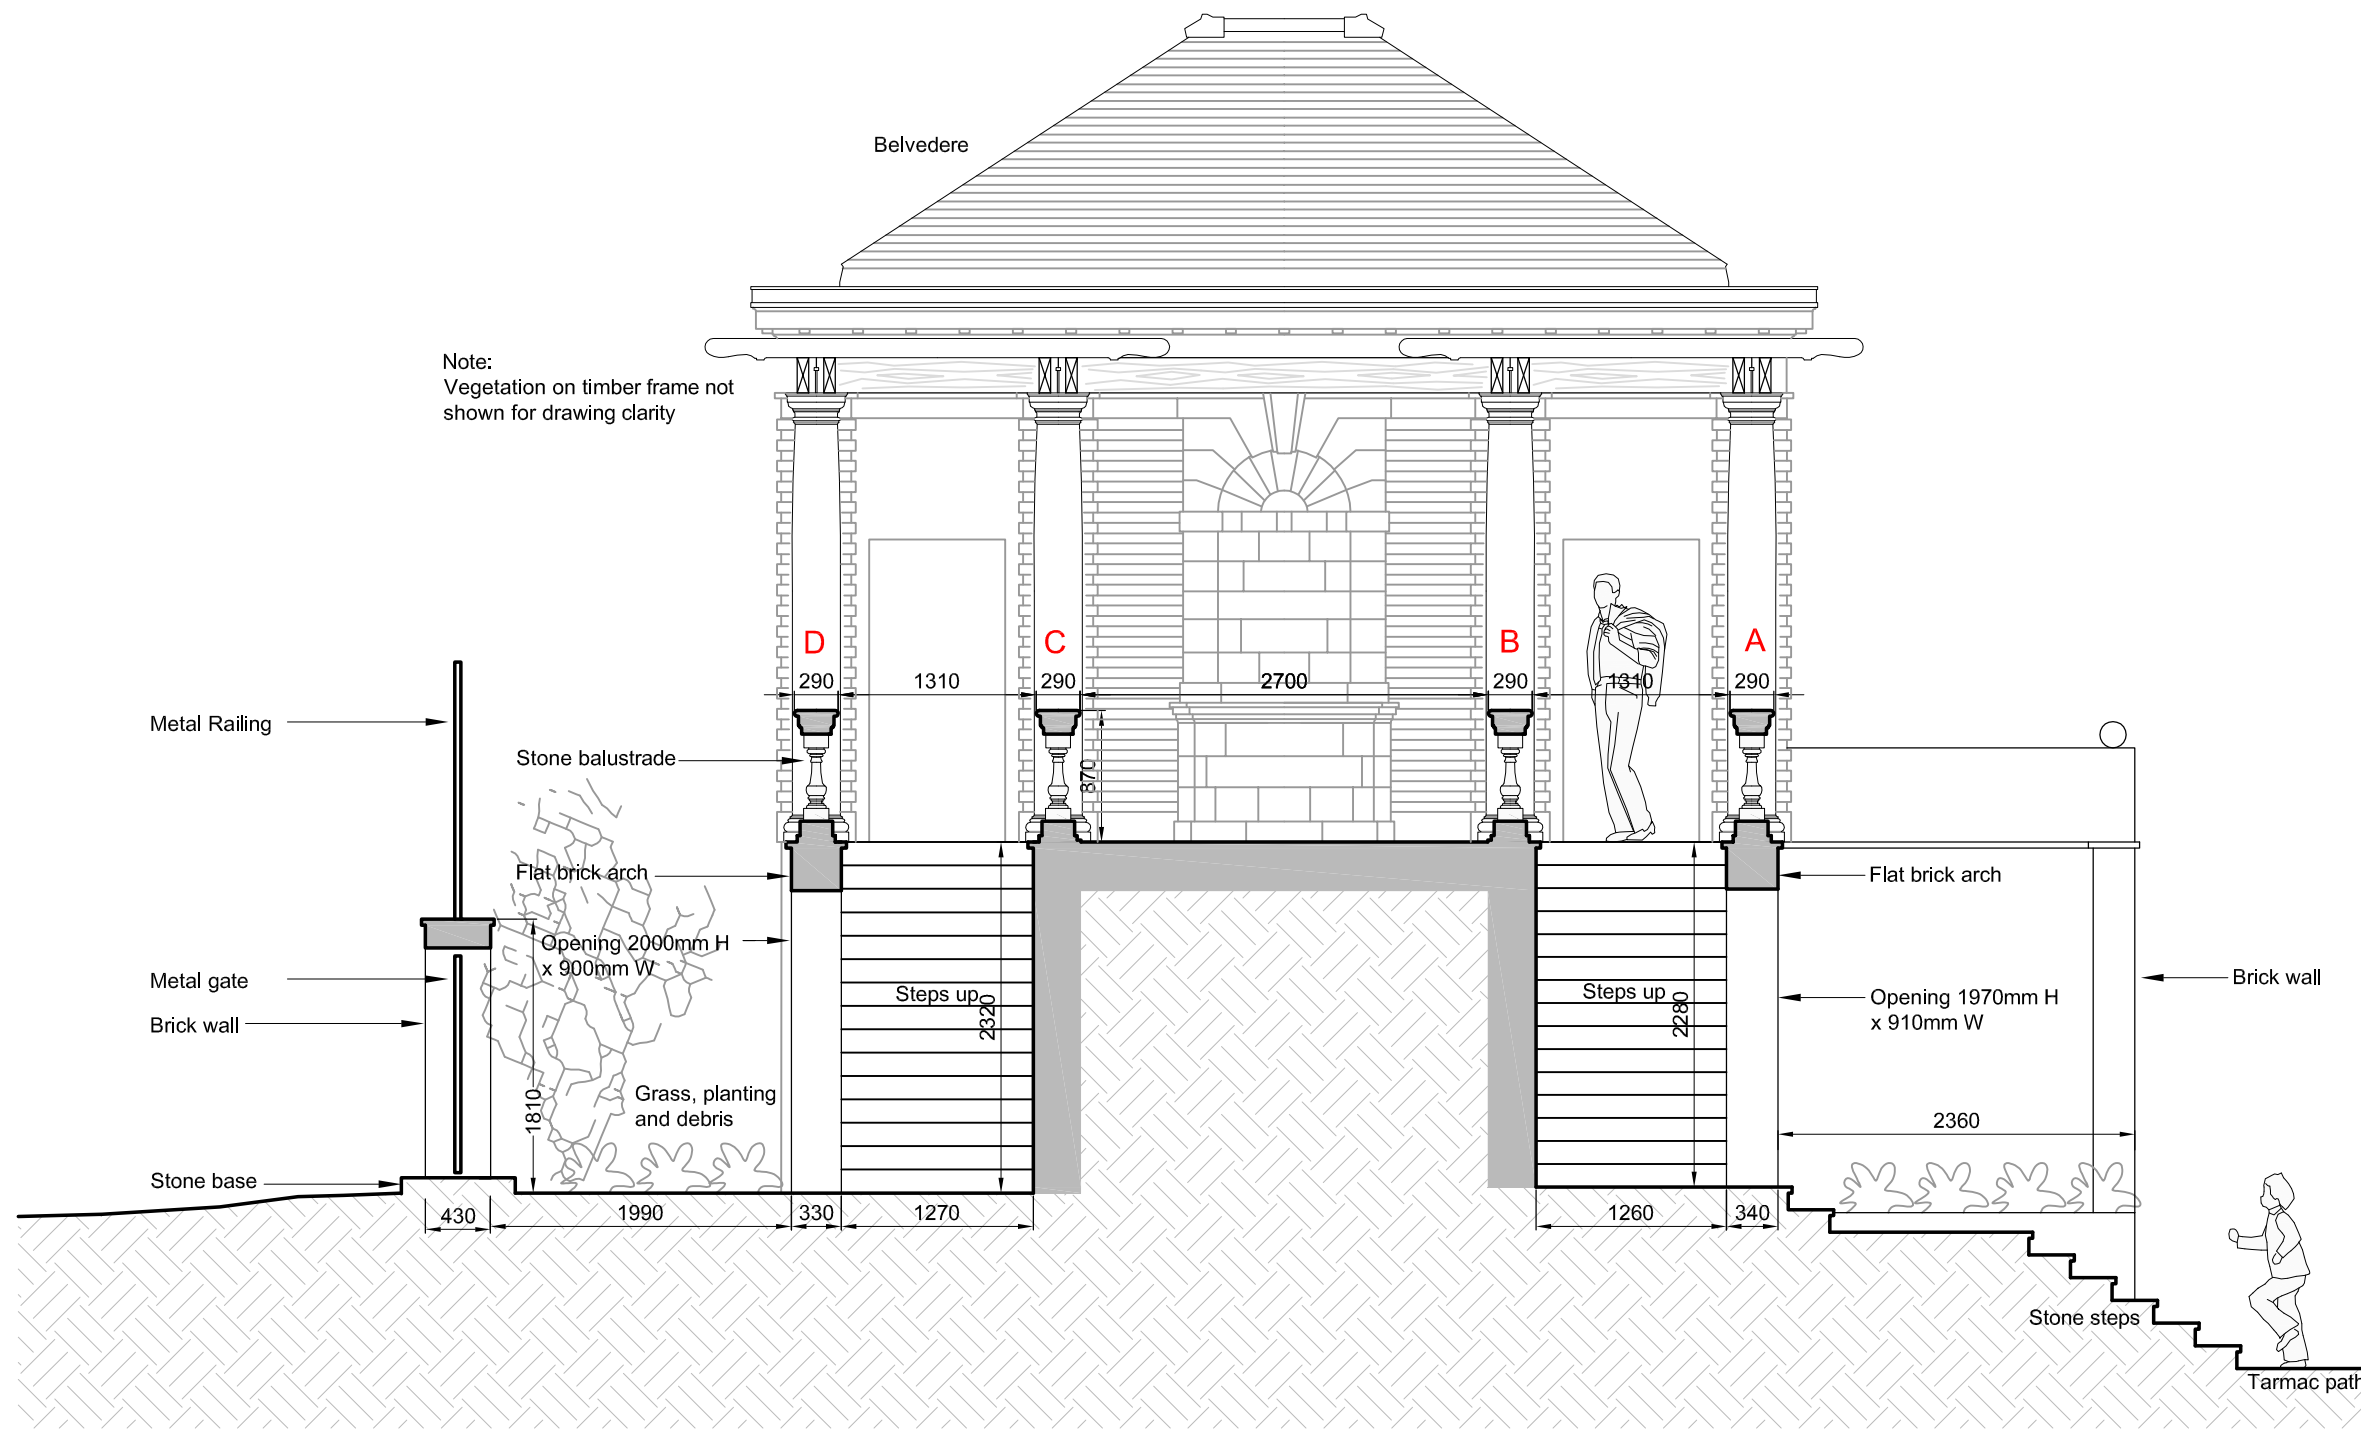 Belvedere
Note:
Vegetation on timber frame not
shown for drawing clarity
D
C
B
A
290
1310
290
2700
290
1310
290
Metal Railing
Stone balustrade
870
Flat brick arch
Flat brick arch
Opening 2000mm H
x 900mm W
Metal gate
Brick wall
Steps up
2320
Steps up
2280
Opening 1970mm H
x 910mm W
Brick wall
1810
Grass, planting
and debris
2360
Stone base
430
1990
330
1270
1260
340
Stone steps
Tarmac path